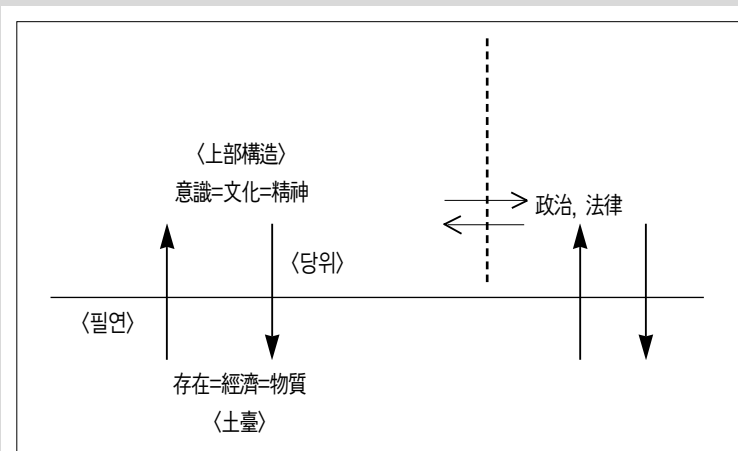 〈上部構造〉
意識=文化=精神
政治, 法律
〈당위〉
〈필연〉
存在=經濟=物質
〈土臺〉